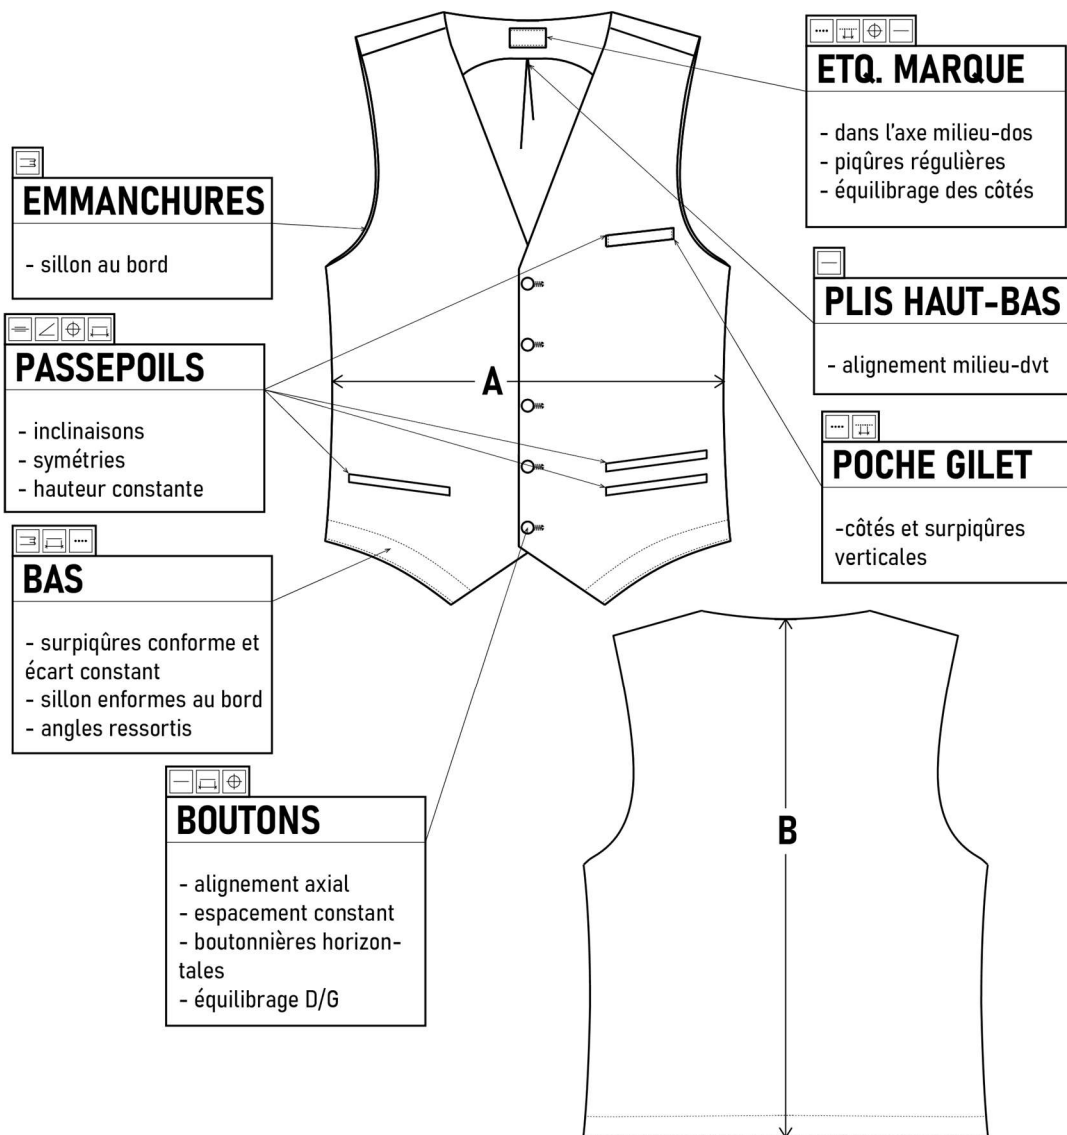 ETQ. MARQUE
- dans l'axe milieu-dos
- piqûres régulières
- équilibrage des côtés
EMMANCHURES
- sillon au bord
PLIS HAUT-BAS
- alignement milieu-dvt
PASSEPOILS
- inclinaisons
- symétries
- hauteur constante
A
POCHE GILET
-côtés et surpiqûres
verticales
BAS
- surpiqûres conforme et
écart constant
- sillon enformes au bord
- angles ressortis
BOUTONS
- alignement axial
- espacement constant
- boutonnières horizon-
tales
- équilibrage D/G
B